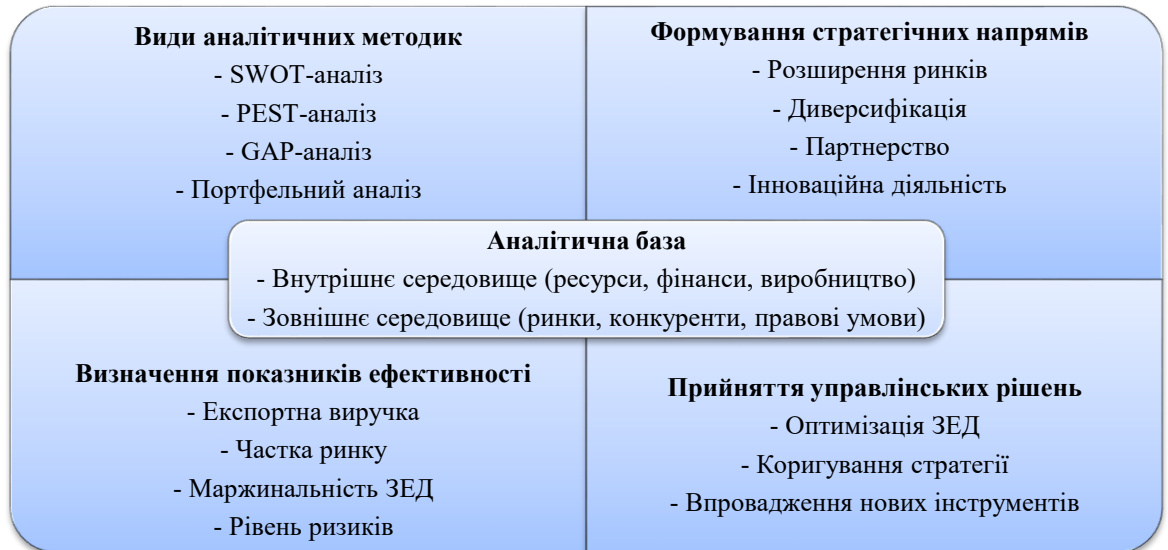 Види аналітичних методик
- SWOT-аналіз
- PEST-аналіз
- GAP-аналіз
- Портфельний аналіз
Формування стратегічних напрямів
- Розширення ринків
- Диверсифікація
- Партнерство
- Інноваційна діяльність
Аналітична база
- Внутрішнє середовище (ресурси, фінанси, виробництво)
- Зовнішнє середовище (ринки, конкуренти, правові умови)
Визначення показників ефективності
- Експортна виручка
- Частка ринку
- Маржинальність ЗЕД
- Рівень ризиків
Прийняття управлінських рішень
- Оптимізація ЗЕД
- Коригування стратегії
- Впровадження нових інструментів